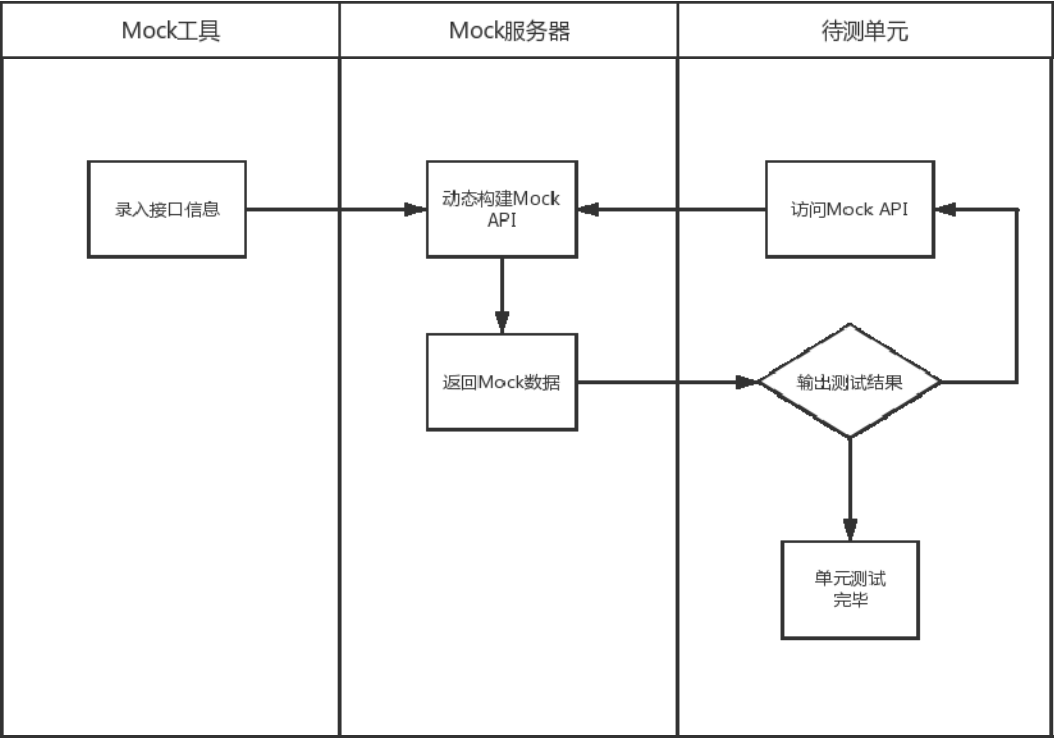 Mock工具
Mock服务器
待测单元
录入接口信息
动态构建Mock
API
访问Mock API
返回Mock数据
输出测试结果
单元测试
完毕